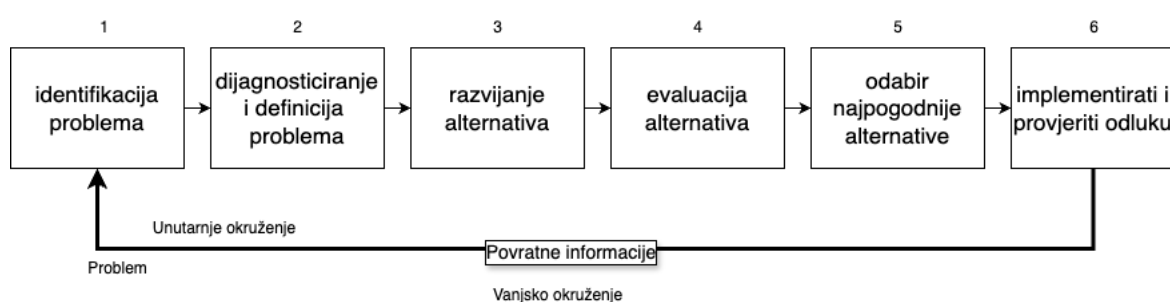 1 2 3 4 5 6
identifikacija
problema
dijagnosticiranje
i definicija
problema
razvijanje
alternativa
evaluacija
alternativa
odabir
najpogodnije
alternative
implementirati i
provjeriti odluku
Unutarnje okruženje
Povratne informacije
Problem
Vanjsko okruženje